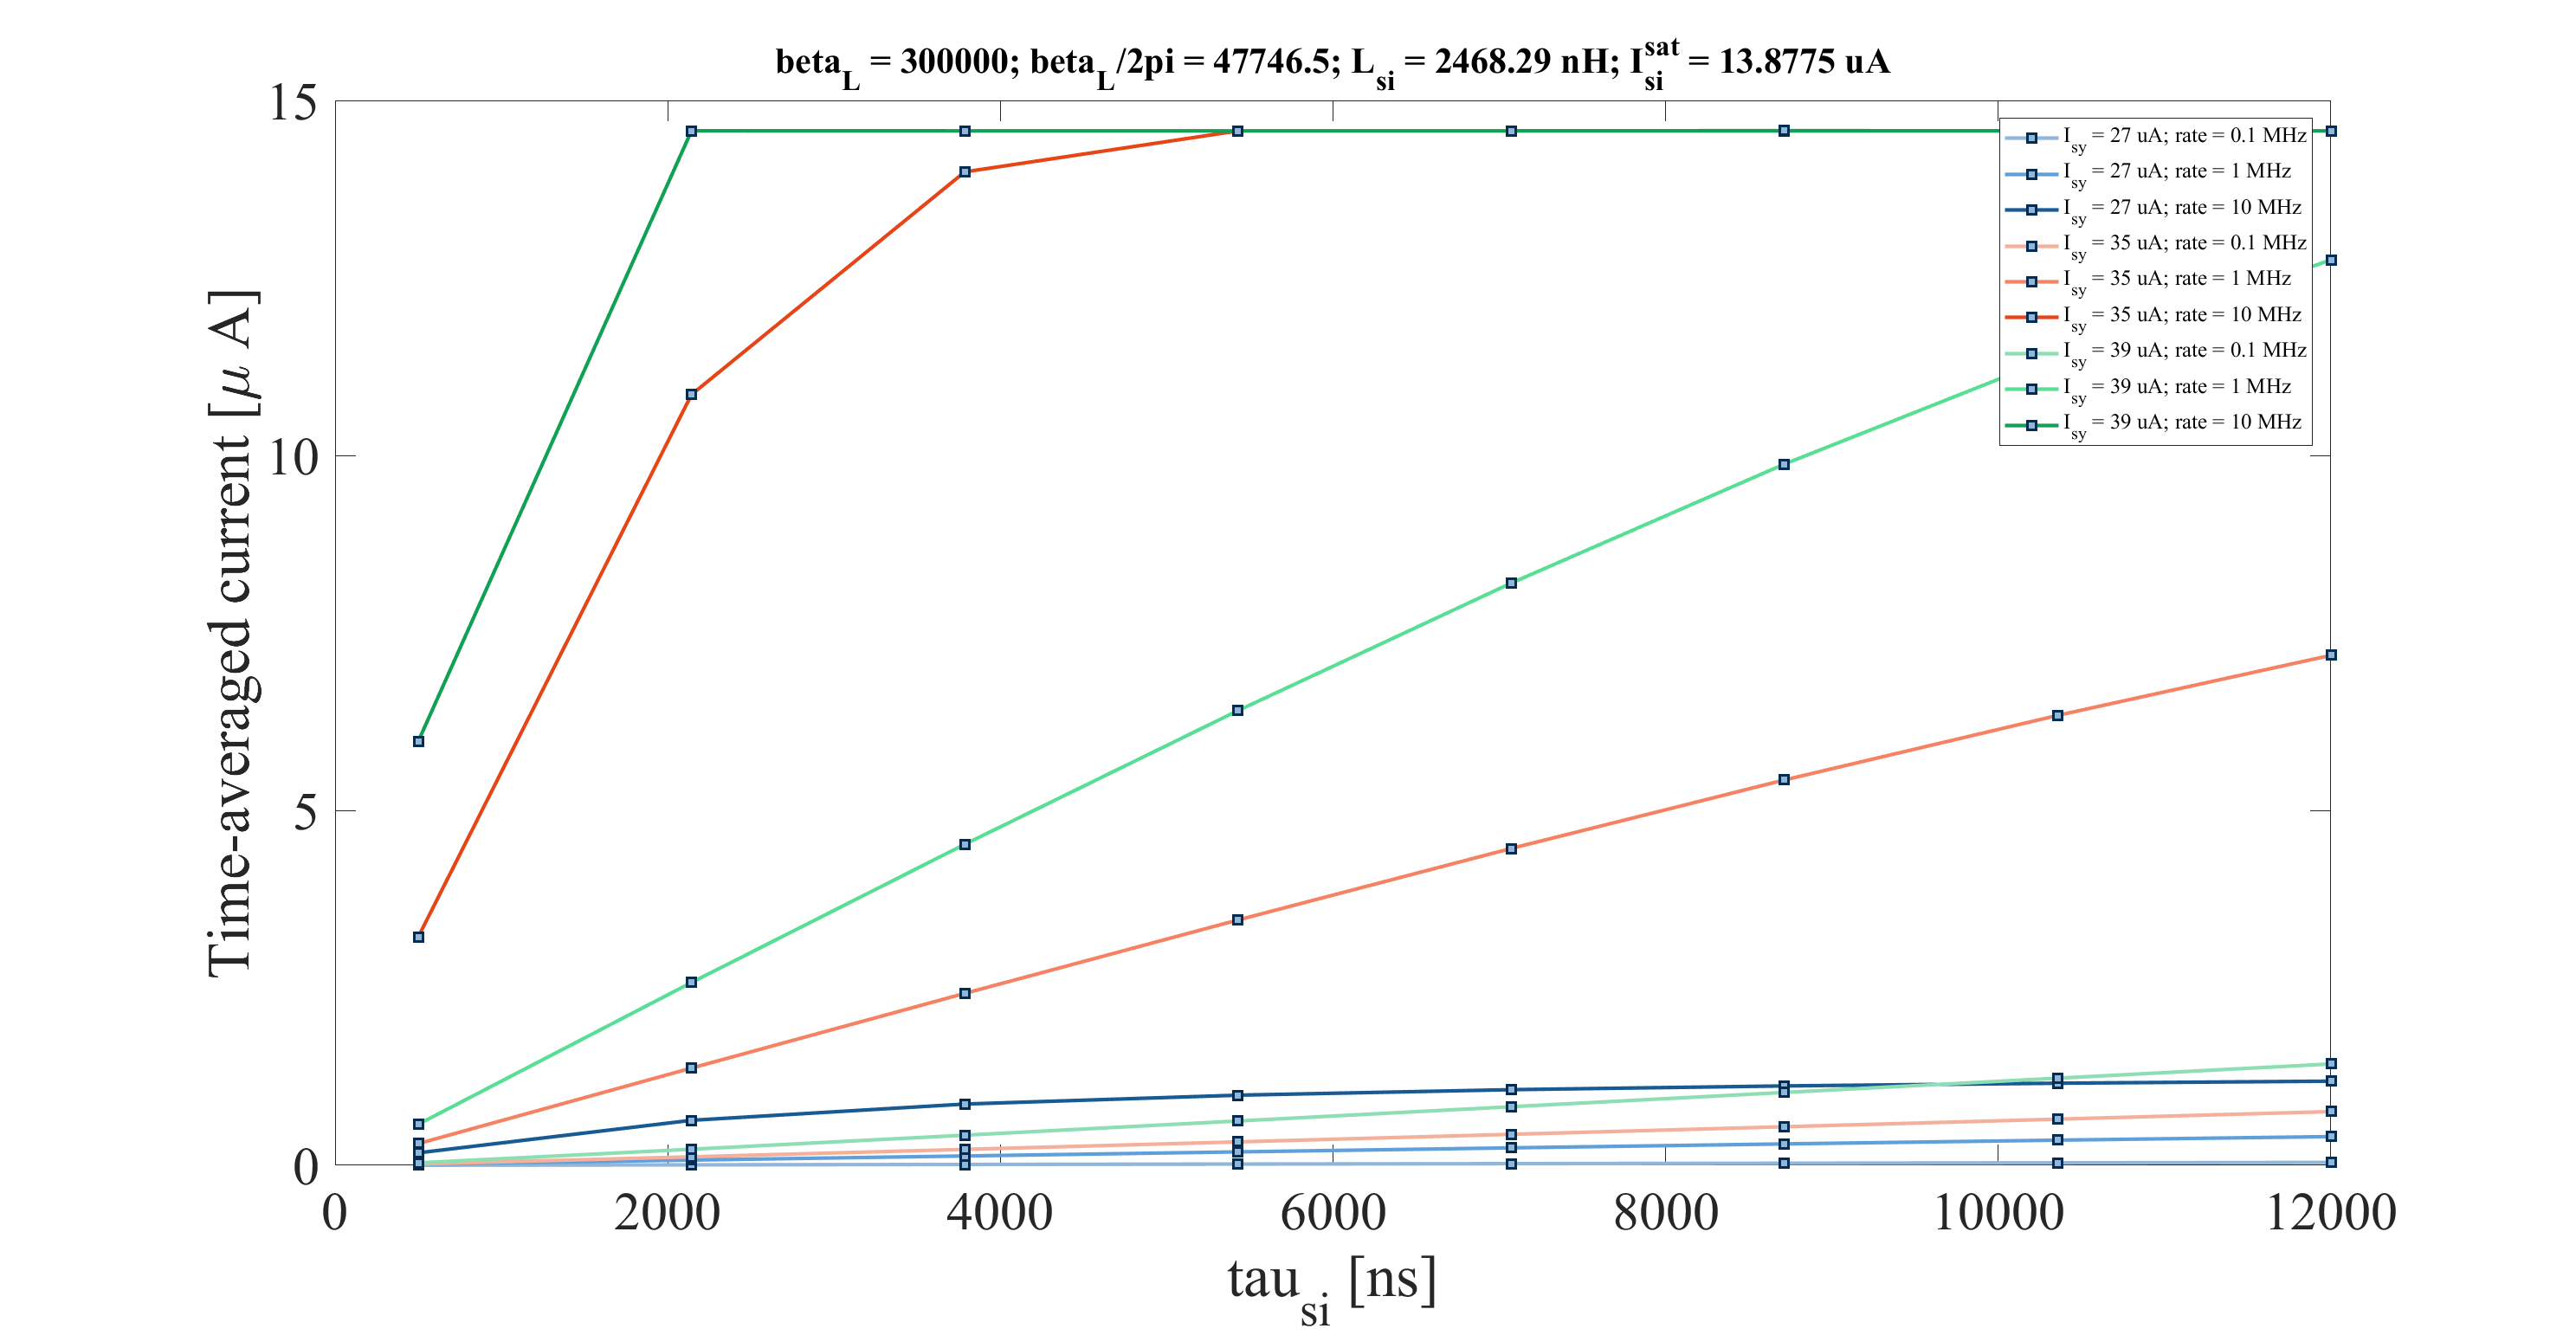 beta_L = 300000; beta_L/2pi = 47746.5; L_si = 2468.29 nH; I_si^sat = 13.8775 uA
15
10
5
0
Time-averaged current [μ A]
I_sy = 27 uA; rate = 0.1 MHz
I_sy = 27 uA; rate = 1 MHz
I_sy = 27 uA; rate = 10 MHz
I_sy = 35 uA; rate = 0.1 MHz
I_sy = 35 uA; rate = 1 MHz
I_sy = 35 uA; rate = 10 MHz
I_sy = 39 uA; rate = 0.1 MHz
I_sy = 39 uA; rate = 1 MHz
I_sy = 39 uA; rate = 10 MHz
0 2000 4000 6000 8000 10000 12000
tau_si [ns]